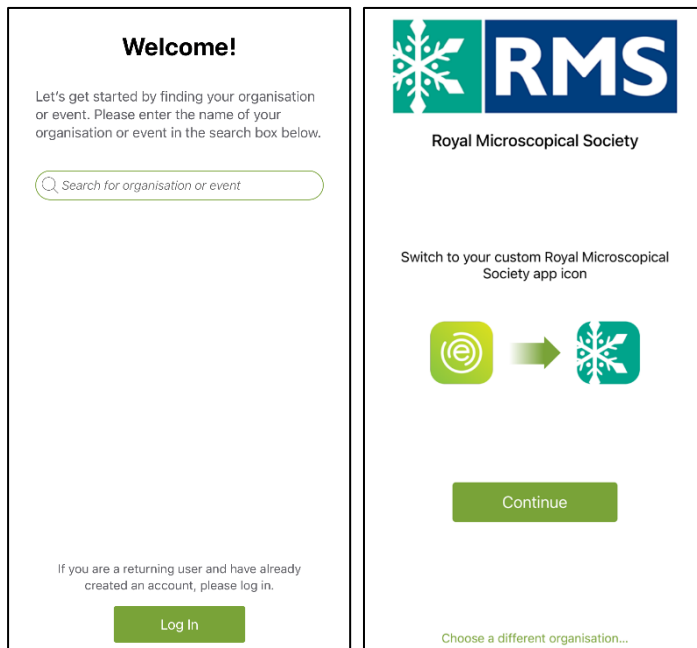 Welcome!
Let's get started by finding your organisation
or event. Please enter the name of your
organisation or event in the search box below.
Search for organisation or event
If you are a returning user and have already
created an account, please log in.
Log In
RMS
Royal Microscopical Society
Switch to your custom Royal Microscopical
Society app icon
e
Continue
Choose a different organisation...